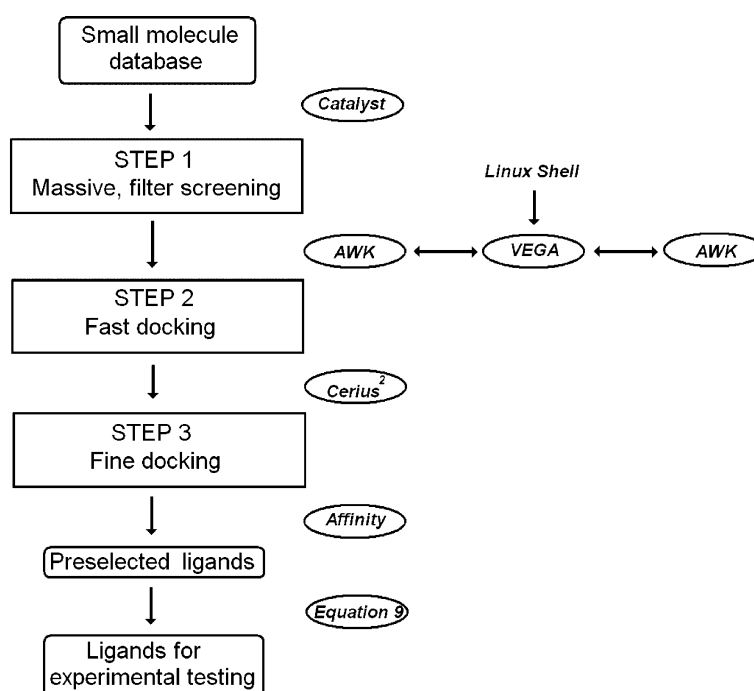 Small molecule
database
Catalyst
STEP 1
Massive, filter screening
Linux Shell
AWK
VEGA
AWK
STEP 2
Fast docking
Cerius²
STEP 3
Fine docking
Affinity
Preselected ligands
Equation 9
Ligands for
experimental testing